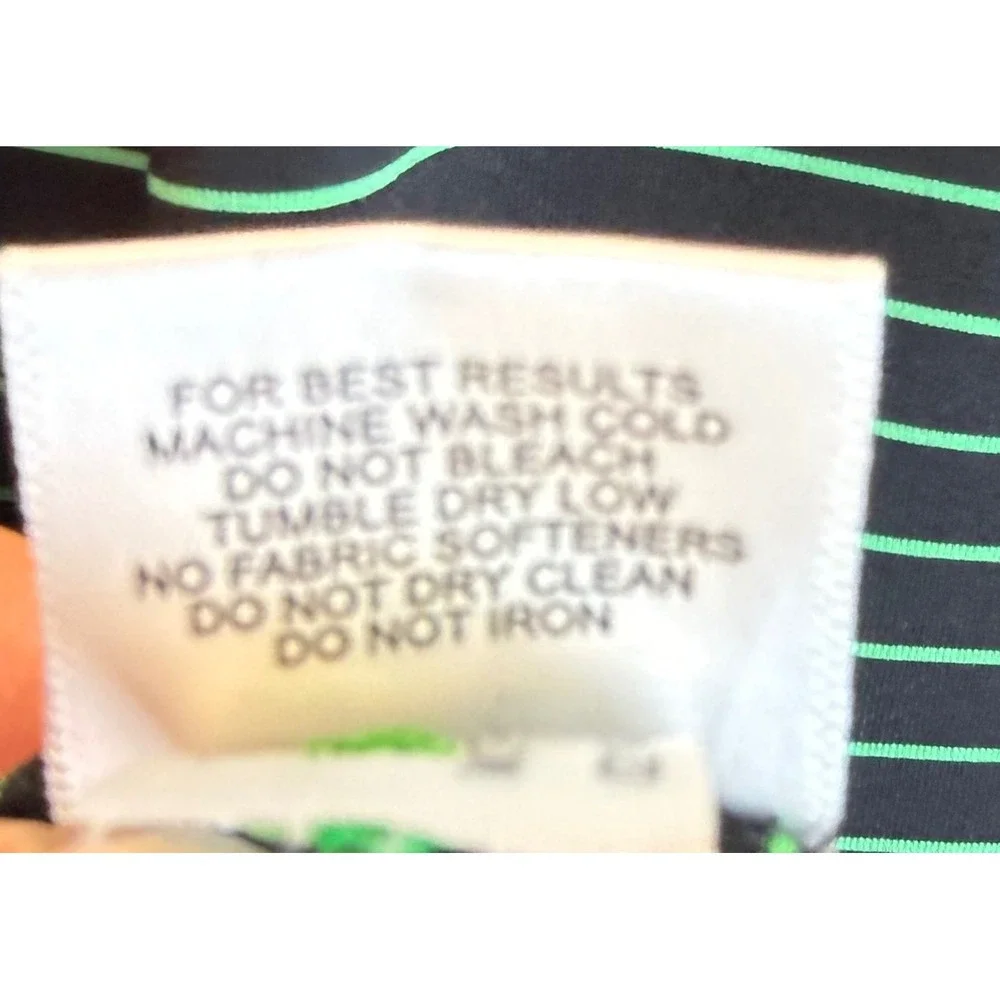 FOR BEST RESULTS
MACHINE WASH COLD
DO NOT BLEACH
TUMBLE DRY LOW
NO FABRIC SOFTENERS
DO NOT DRY CLEAN
DO NOT IRON